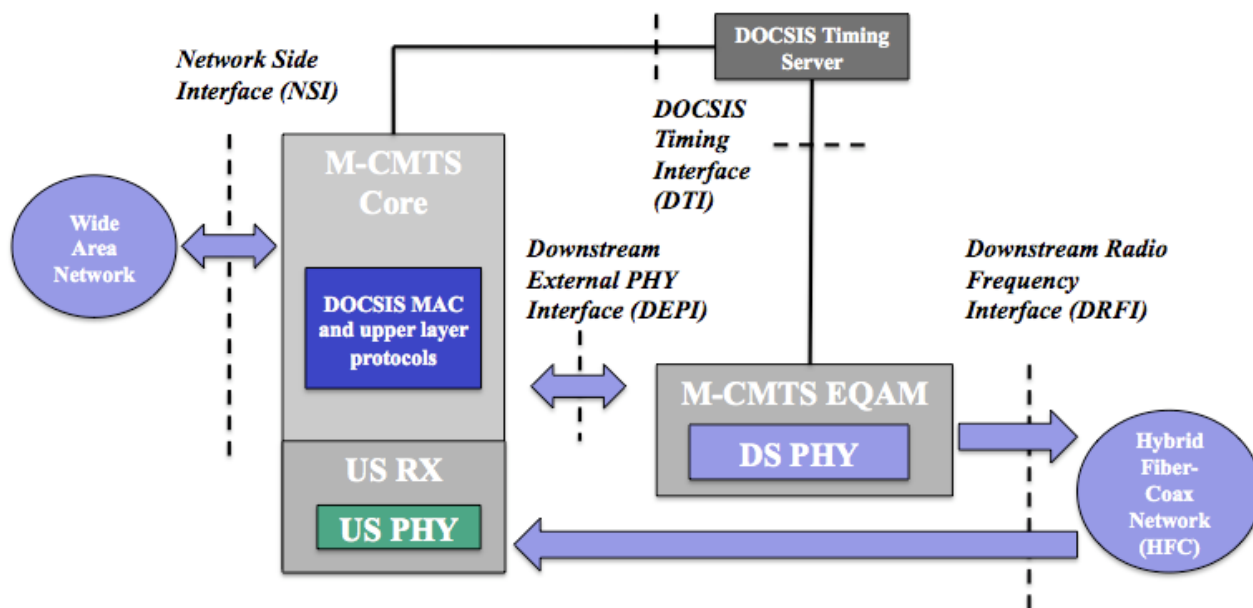 DOCSIS Timing
Server
Network Side
Interface (NSI)
DOCSIS
Timing
Interface
(DTI)
M-CMTS
Core
Wide
Area
Network
Downstream
External PHY
Interface (DEPI)
Downstream Radio
Frequency
Interface (DRFI)
DOCSIS MAC
and upper layer
protocols
M-CMTS EQAM
DS PHY
US RX
US PHY
Hybrid
Fiber-
Coax
Network
(HFC)